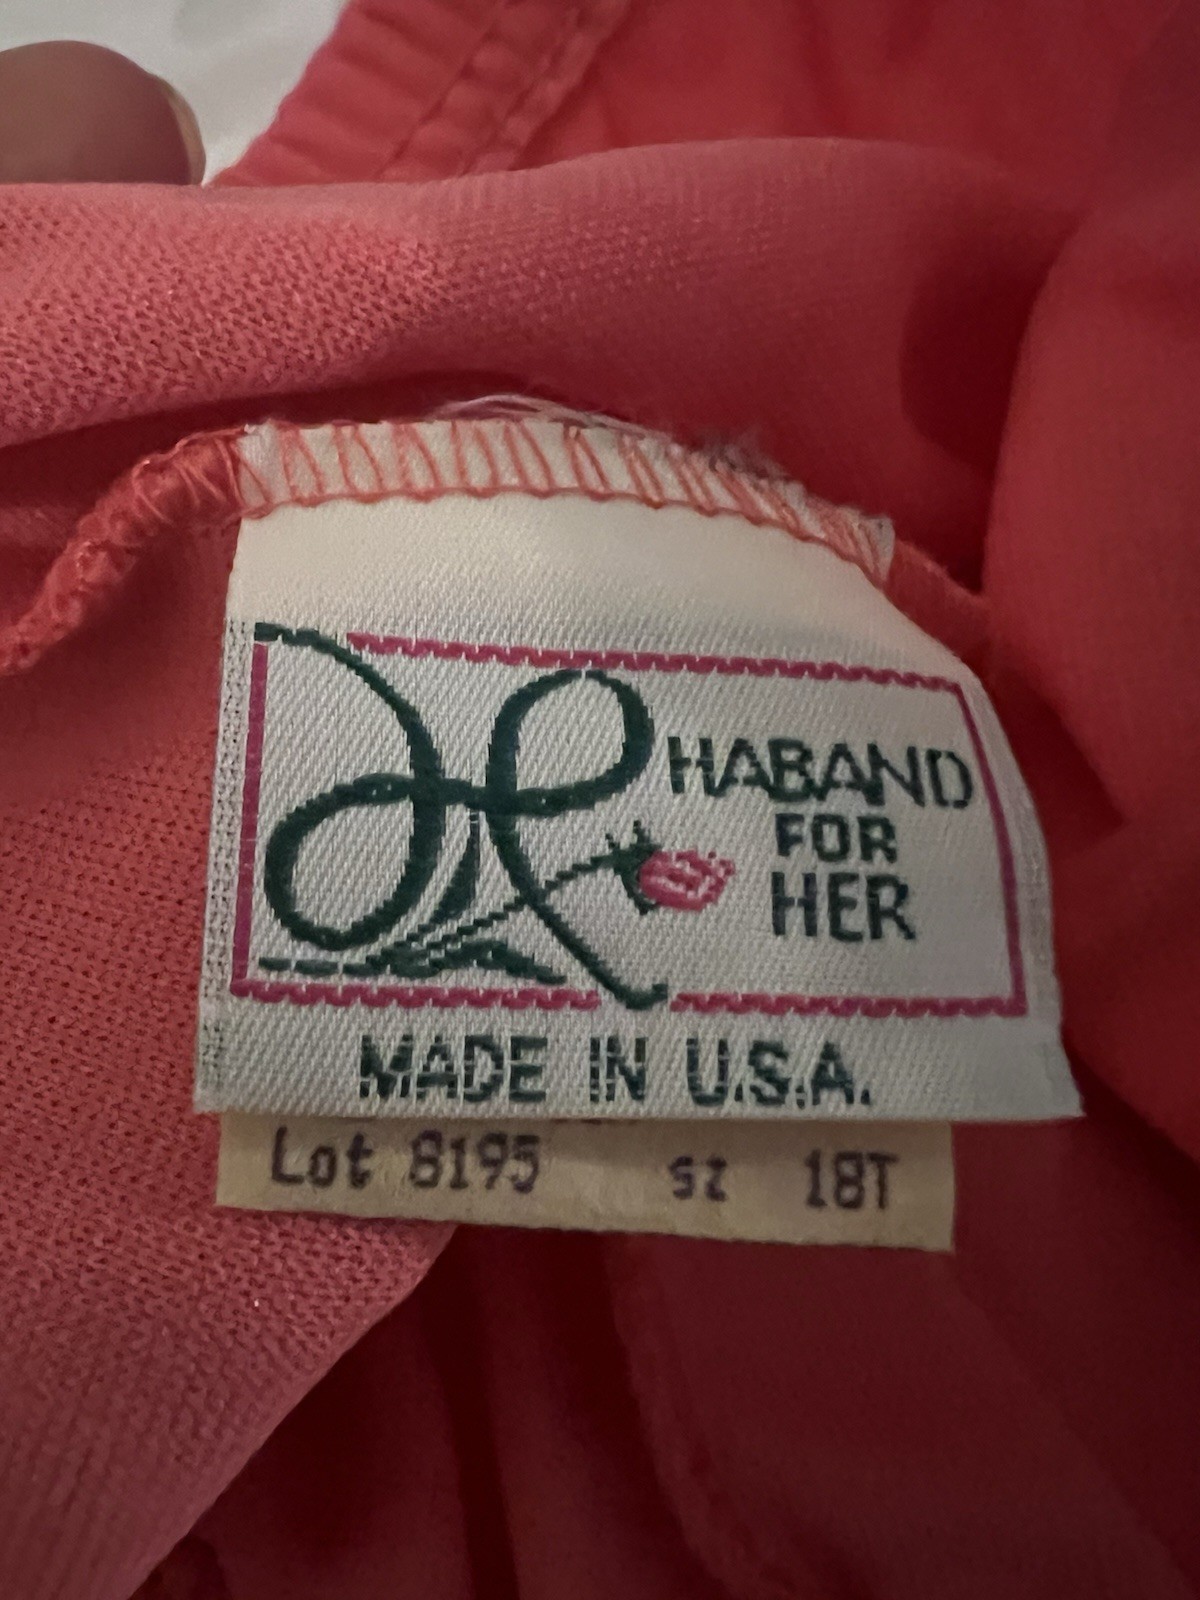 H
HABAND
FOR
HER
MADE IN U.S.A.
Lot 8195 sz 18T